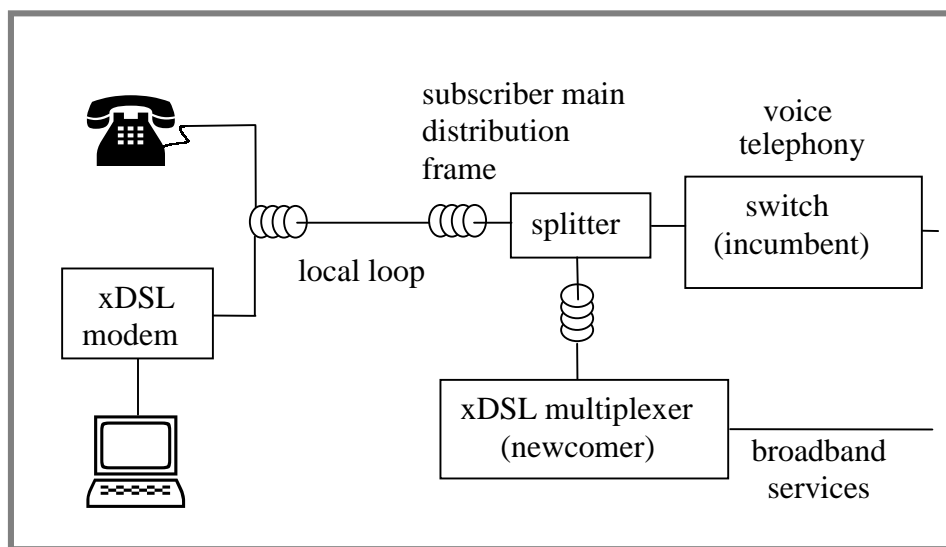 subscriber main
distribution
frame
voice
telephony
splitter
switch
(incumbent)
local loop
xDSL
modem
xDSL multiplexer
(newcomer)
broadband
services